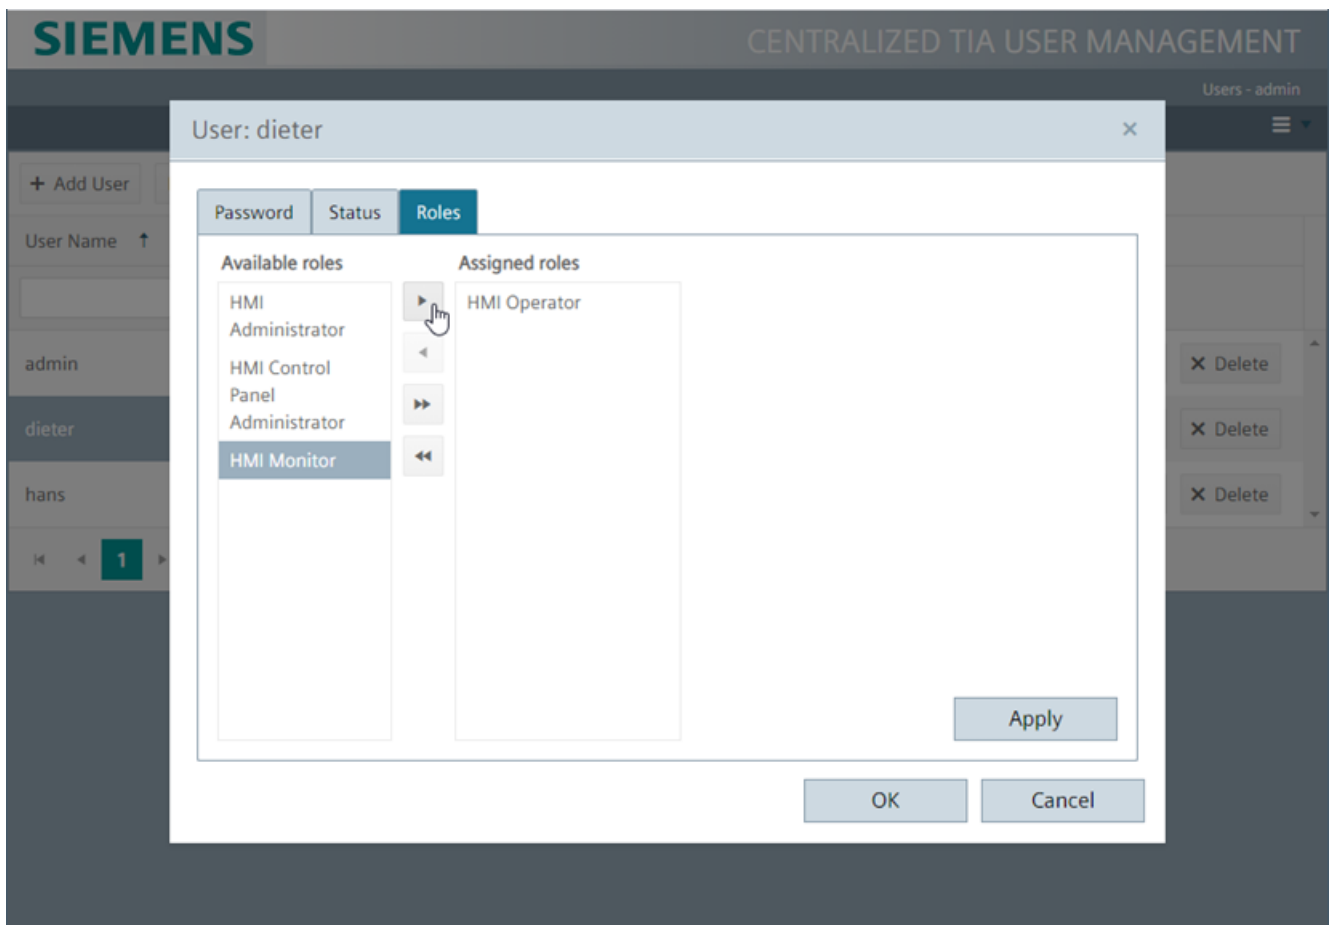 SIEMENS
CENTRALIZED TIA USER MANAGEMENT
Users - admin
User: dieter
+ Add User
Password
Status
Roles
User Name
Available roles
Assigned roles
HMI
Administrator
HMI Operator
HMI Control
Panel
Administrator
HMI Monitor
admin
Delete
dieter
Delete
hans
Delete
1
Apply
OK
Cancel